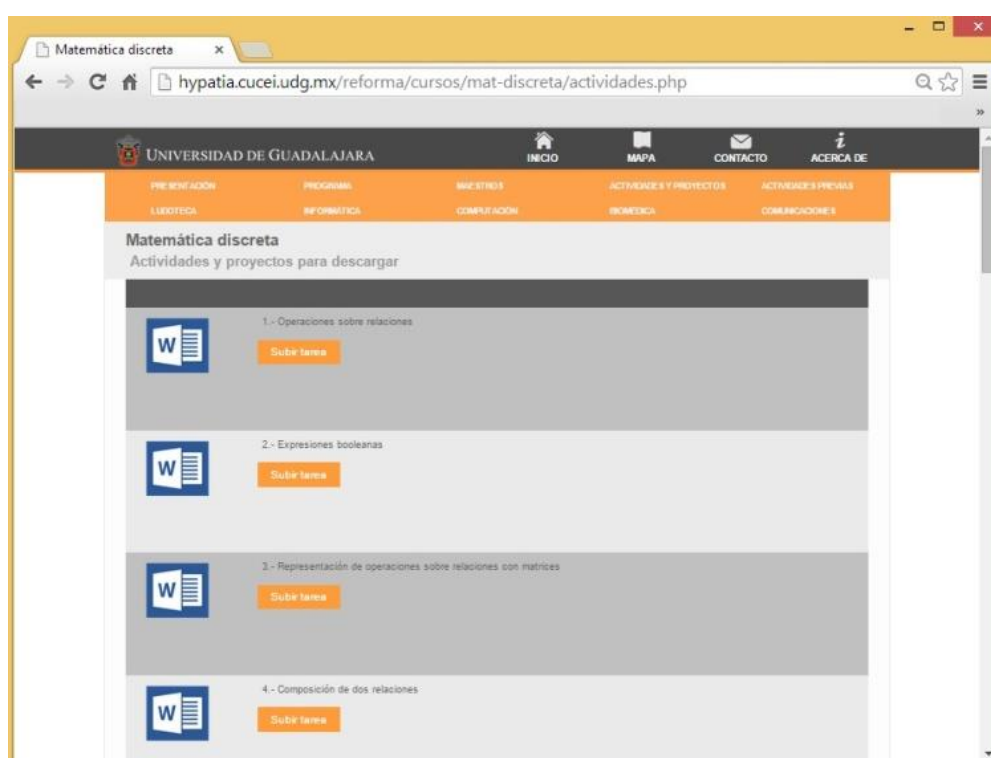 Matemática discreta
hypatia.cucei.udg.mx/reforma/cursos/mat-discreta/actividades.php
UNIVERSIDAD DE GUADALAJARA
INICIO MAPA CONTACTO ACERCA DE
PRESENTACIÓN PROGRAMA MAESTROS ACTIVIDADES Y PROYECTOS ACTIVIDADES PREVIAS
LUDOTECA INFORMÁTICA COMPUTACIÓN BIOMEDICA COMUNICACIONES
Matemática discreta
Actividades y proyectos para descargar
W
1.- Operaciones sobre relaciones
Subir tarea
W
2.- Expresiones booleanas
Subir tarea
W
3.- Representación de operaciones sobre relaciones con matrices
Subir tarea
W
4.- Composición de dos relaciones
Subir tarea